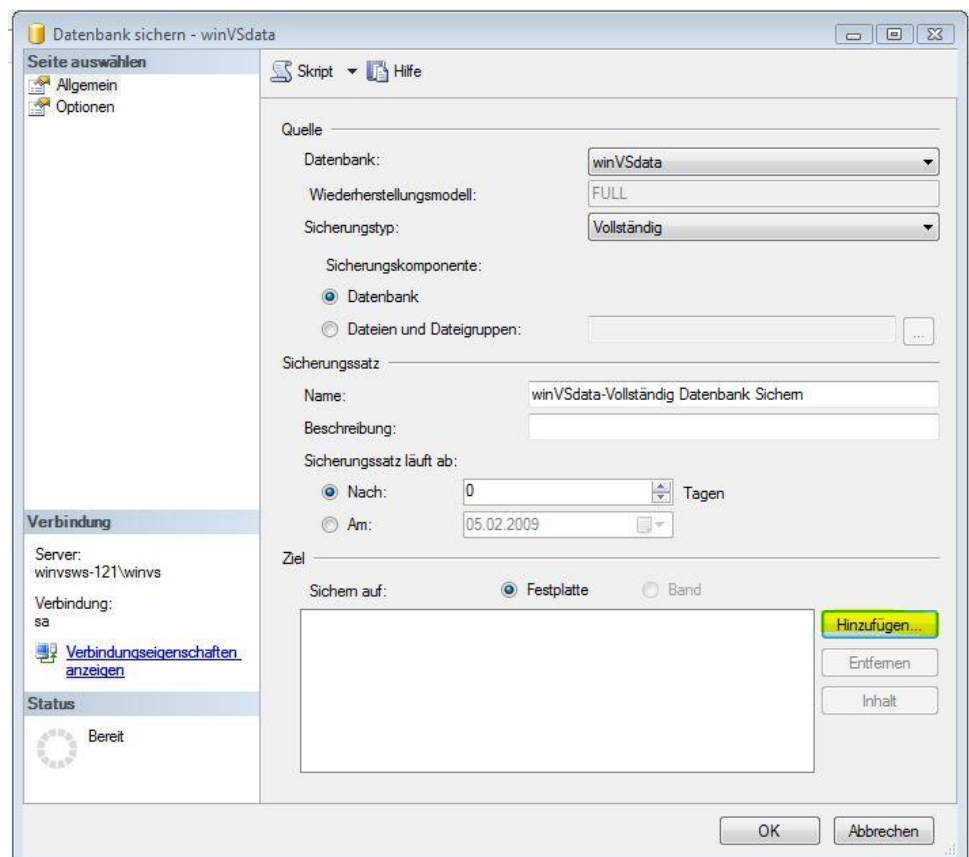 Datenbank sichern - winVSdata
Seite auswählen
Allgemein
Optionen
Skript
Hilfe
Quelle
Datenbank: winVSdata
Wiederherstellungsmodell: FULL
Sicherungstyp: Vollständig
Sicherungskomponente:
Datenbank
Dateien und Dateigruppen: ...
Sicherungssatz
Name: winVSdata-Vollständig Datenbank Sichern
Beschreibung:
Sicherungssatz läuft ab:
Nach: 0 Tagen
Am: 05.02.2009
Ziel
Sichern auf: Festplatte Band
Hinzufügen...
Entfernen
Inhalt
Verbindung
Server:
winvsws-121\winvs
Verbindung:
sa
Verbindungseigenschaften
anzeigen
Status
Bereit
OK Abbrechen